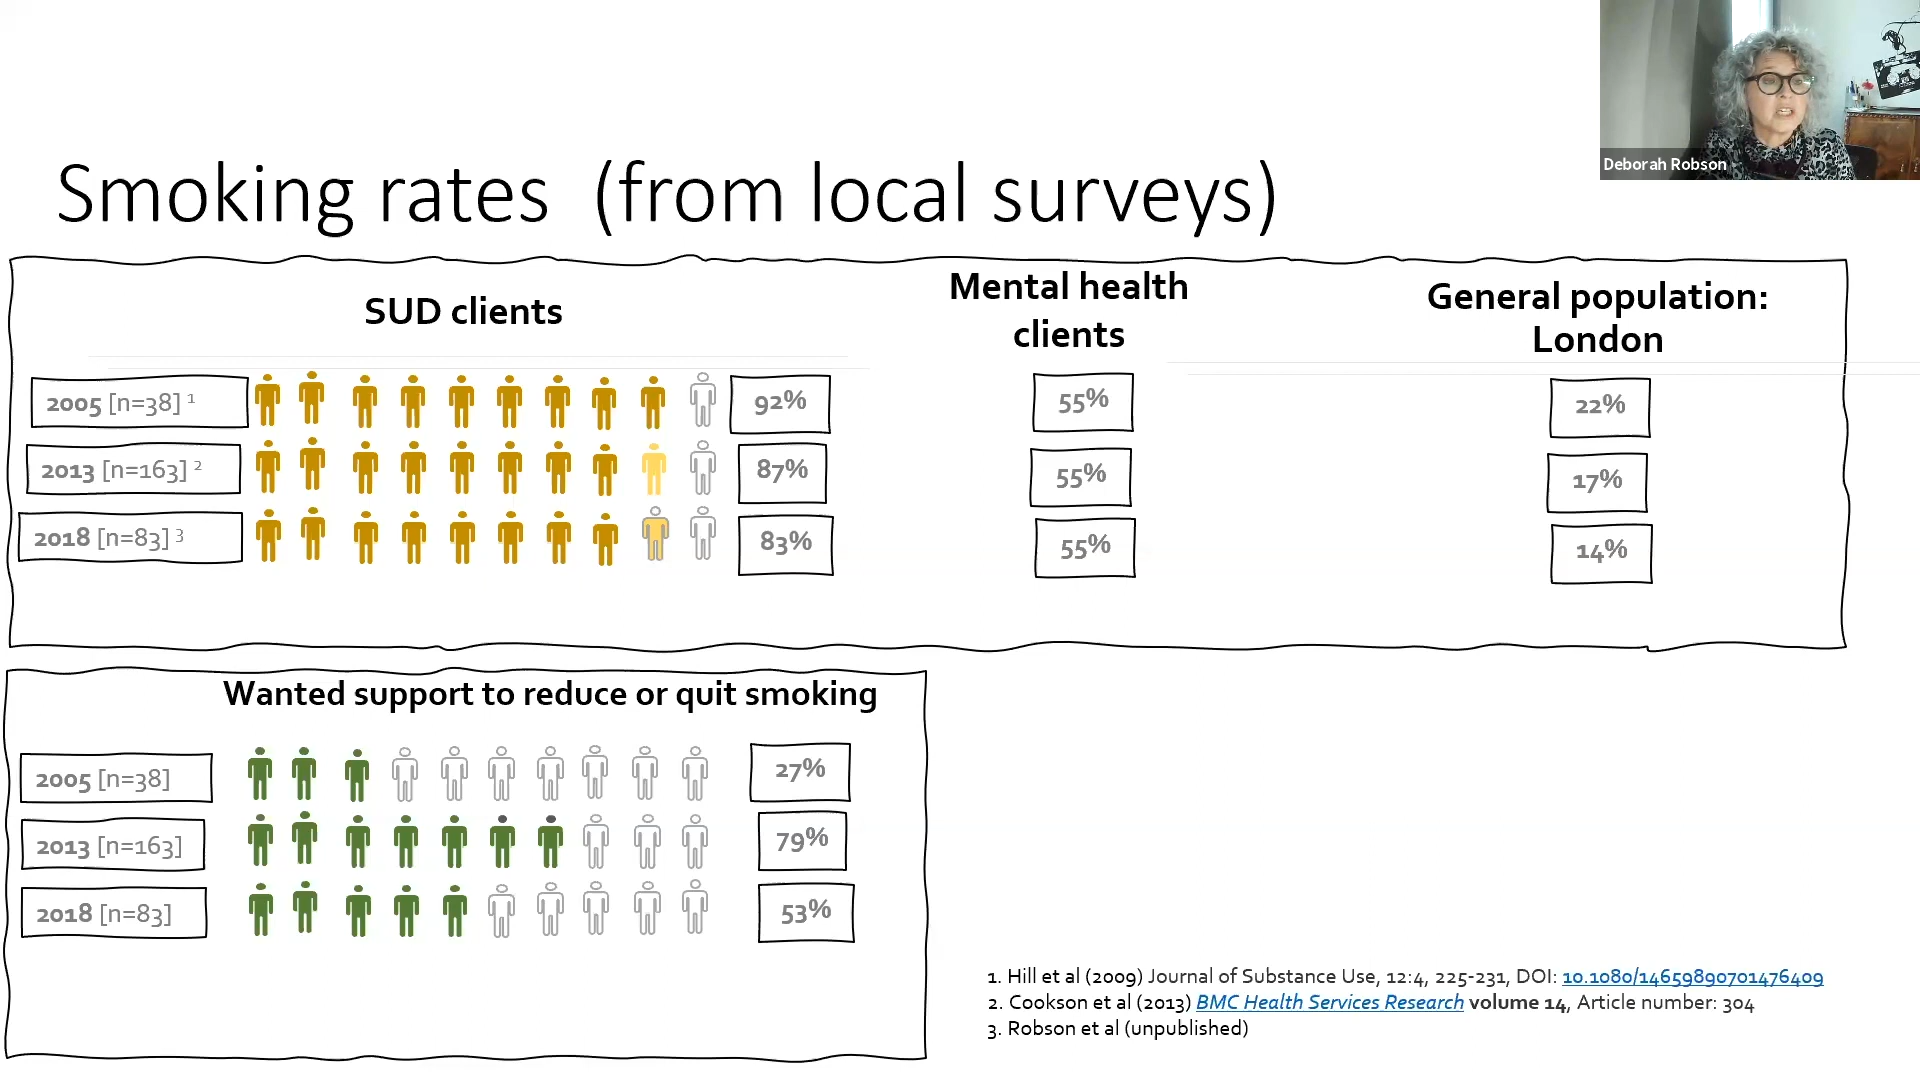 Deborah Robson
Smoking rates (from local surveys)
SUD clients
Mental health
clients
General population:
London
2005 [n=38] 1
92%
55%
22%
2013 [n=163] 2
87%
55%
17%
2018 [n=83] 3
83%
55%
14%
Wanted support to reduce or quit smoking
2005 [n=38]
27%
2013 [n=163]
79%
2018 [n=83]
53%
1. Hill et al (2009) Journal of Substance Use, 12:4, 225-231, DOI: 10.1080/14659890701476409
2. Cookson et al (2013) BMC Health Services Research volume 14, Article number: 304
3. Robson et al (unpublished)